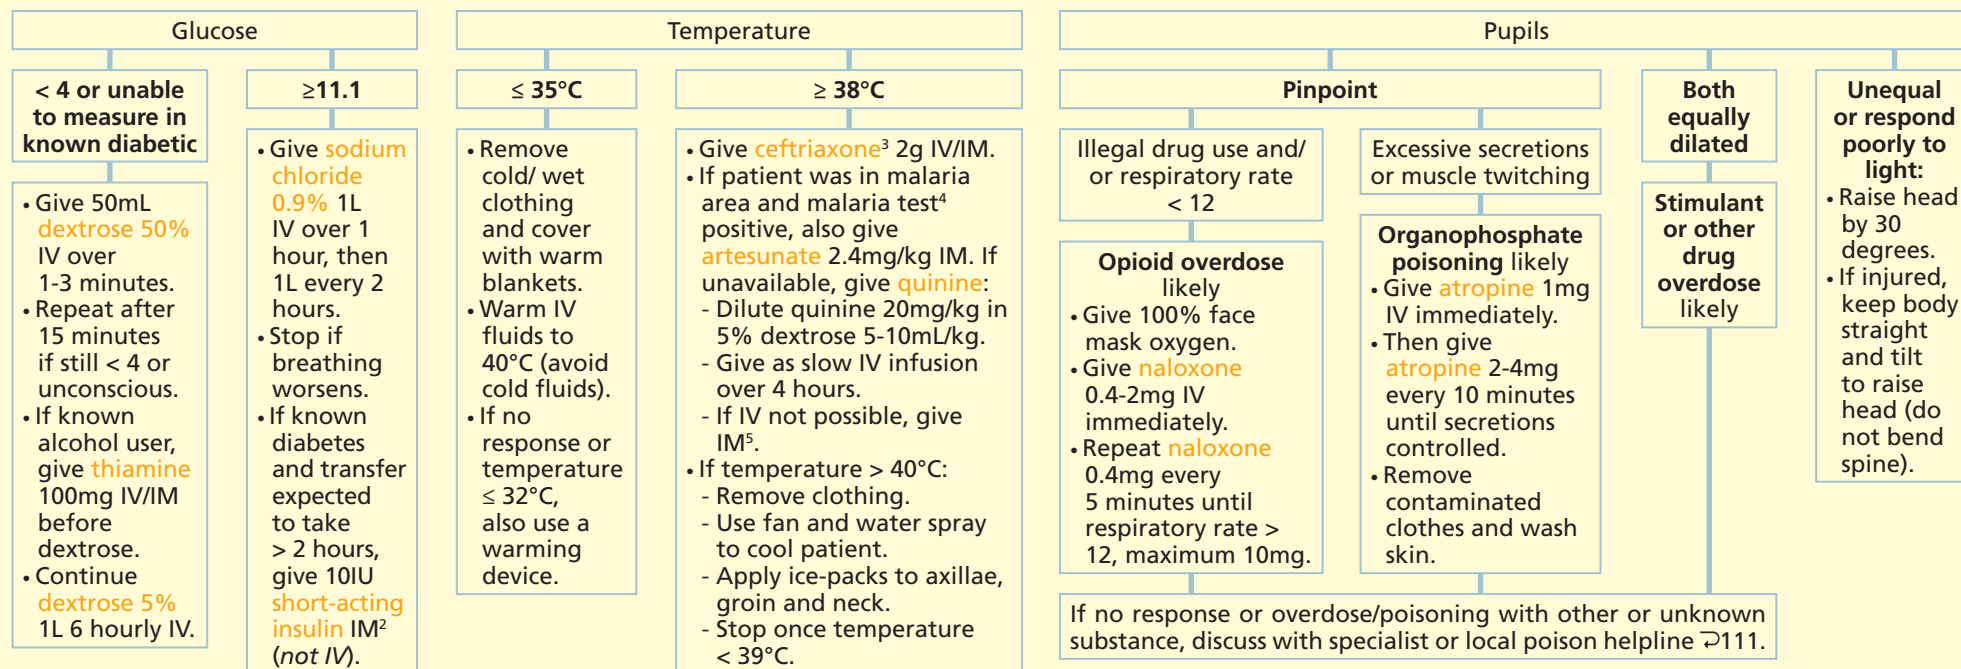 Glucose
< 4 or unable
to measure in
known diabetic
• Give 50mL
dextrose 50%
IV over
1-3 minutes.
• Repeat after
15 minutes
if still < 4 or
unconscious.
• If known
alcohol user,
give thiamine
100mg IV/IM
before
dextrose.
• Continue
dextrose 5%
1L 6 hourly IV.
≥11.1
• Give sodium
chloride
0.9% 1L
IV over 1
hour, then
1L every 2
hours.
• Stop if
breathing
worsens.
• If known
diabetes
and transfer
expected
to take
> 2 hours,
give 10IU
short-acting
insulin IM²
(not IV).
Temperature
≤ 35°C
• Remove
cold/ wet
clothing
and cover
with warm
blankets.
• Warm IV
fluids to
40°C (avoid
cold fluids).
• If no
response or
temperature
≤ 32°C,
also use a
warming
device.
≥ 38°C
• Give ceftriaxone³ 2g IV/IM.
• If patient was in malaria
area and malaria test⁴
positive, also give
artesunate 2.4mg/kg IM. If
unavailable, give quinine:
- Dilute quinine 20mg/kg in
5% dextrose 5-10mL/kg.
- Give as slow IV infusion
over 4 hours.
- If IV not possible, give
IM⁵.
• If temperature > 40°C:
- Remove clothing.
- Use fan and water spray
to cool patient.
- Apply ice-packs to axillae,
groin and neck.
- Stop once temperature
< 39°C.
Pupils
Pinpoint
Illegal drug use and/
or respiratory rate
< 12
Opioid overdose
likely
• Give 100% face
mask oxygen.
• Give naloxone
0.4-2mg IV
immediately.
• Repeat naloxone
0.4mg every
5 minutes until
respiratory rate >
12, maximum 10mg.
Excessive secretions
or muscle twitching
Organophosphate
poisoning likely
• Give atropine 1mg
IV immediately.
• Then give
atropine 2-4mg
every 10 minutes
until secretions
controlled.
• Remove
contaminated
clothes and wash
skin.
Both
equally
dilated
Stimulant
or other
drug
overdose
likely
If no response or overdose/poisoning with other or unknown
substance, discuss with specialist or local poison helpline ⮌111.
Unequal
or respond
poorly to
light:
• Raise head
by 30
degrees.
• If injured,
keep body
straight
and tilt
to raise
head (do
not bend
spine).